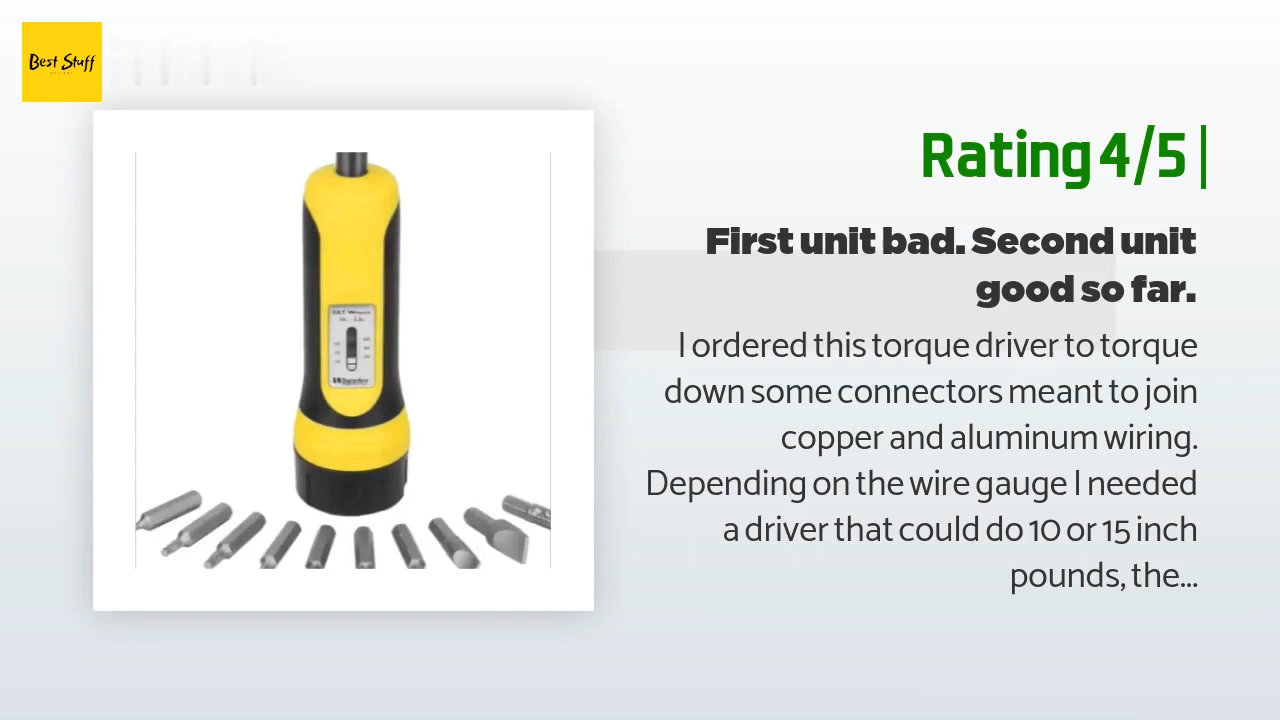 Best Stuff
Rating 4/5 |
First unit bad. Second unit
good so far.
I ordered this torque driver to torque
down some connectors meant to join
copper and aluminum wiring.
Depending on the wire gauge I needed
a driver that could do 10 or 15 inch
pounds, the...